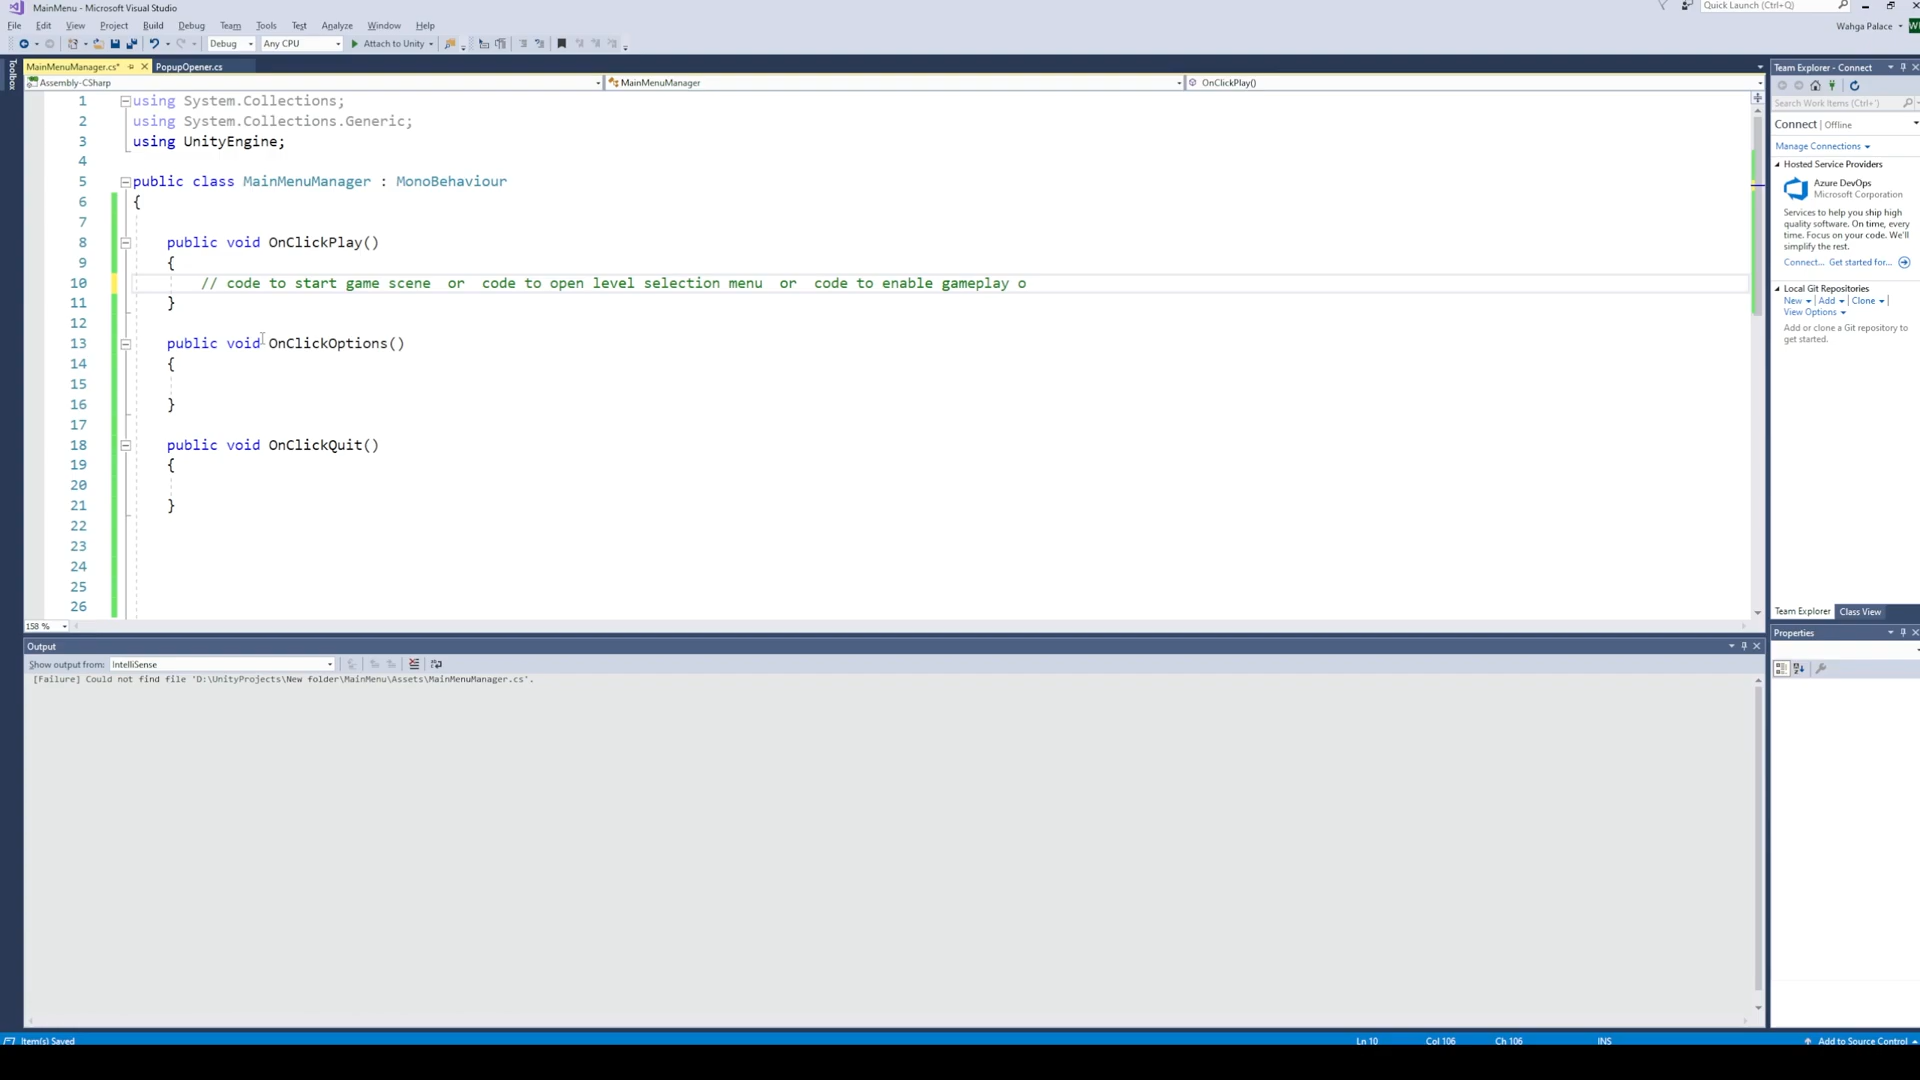 MainMenu - Microsoft Visual Studio
Quick Launch (Ctrl+Q)
File Edit View Project Build Debug Team Tools Test Analyze Window Help
Wahga Palace
Debug Any CPU Attach to Unity
Toolbox
MainMenuManager.cs* PopupOpener.cs
Assembly-CSharp MainMenuManager OnClickPlay()
1 using System.Collections;
2 using System.Collections.Generic;
3 using UnityEngine;
4
5 public class MainMenuManager : MonoBehaviour
6 {
7
8 public void OnClickPlay()
9 {
10 // code to start game scene or code to open level selection menu or code to enable gameplay o
11 }
12
13 public void OnClickOptions()
14 {
15
16 }
17
18 public void OnClickQuit()
19 {
20
21 }
22
23
24
25
26
158 %
Output
Show output from: IntelliSense
[Failure] Could not find file 'D:\UnityProjects\New folder\MainMenu\Assets\MainMenuManager.cs'.
Team Explorer - Connect
Search Work Items (Ctrl+')
Connect | Offline
Manage Connections
Hosted Service Providers
Azure DevOps
Microsoft Corporation
Services to help you ship high
quality software. On time, every
time. Focus on your code. We'll
simplify the rest.
Connect... Get started for...
Local Git Repositories
New | Add | Clone |
View Options
Add or clone a Git repository to
get started.
Team Explorer Class View
Properties
Item(s) Saved Ln 10 Col 106 Ch 106 INS Add to Source Control